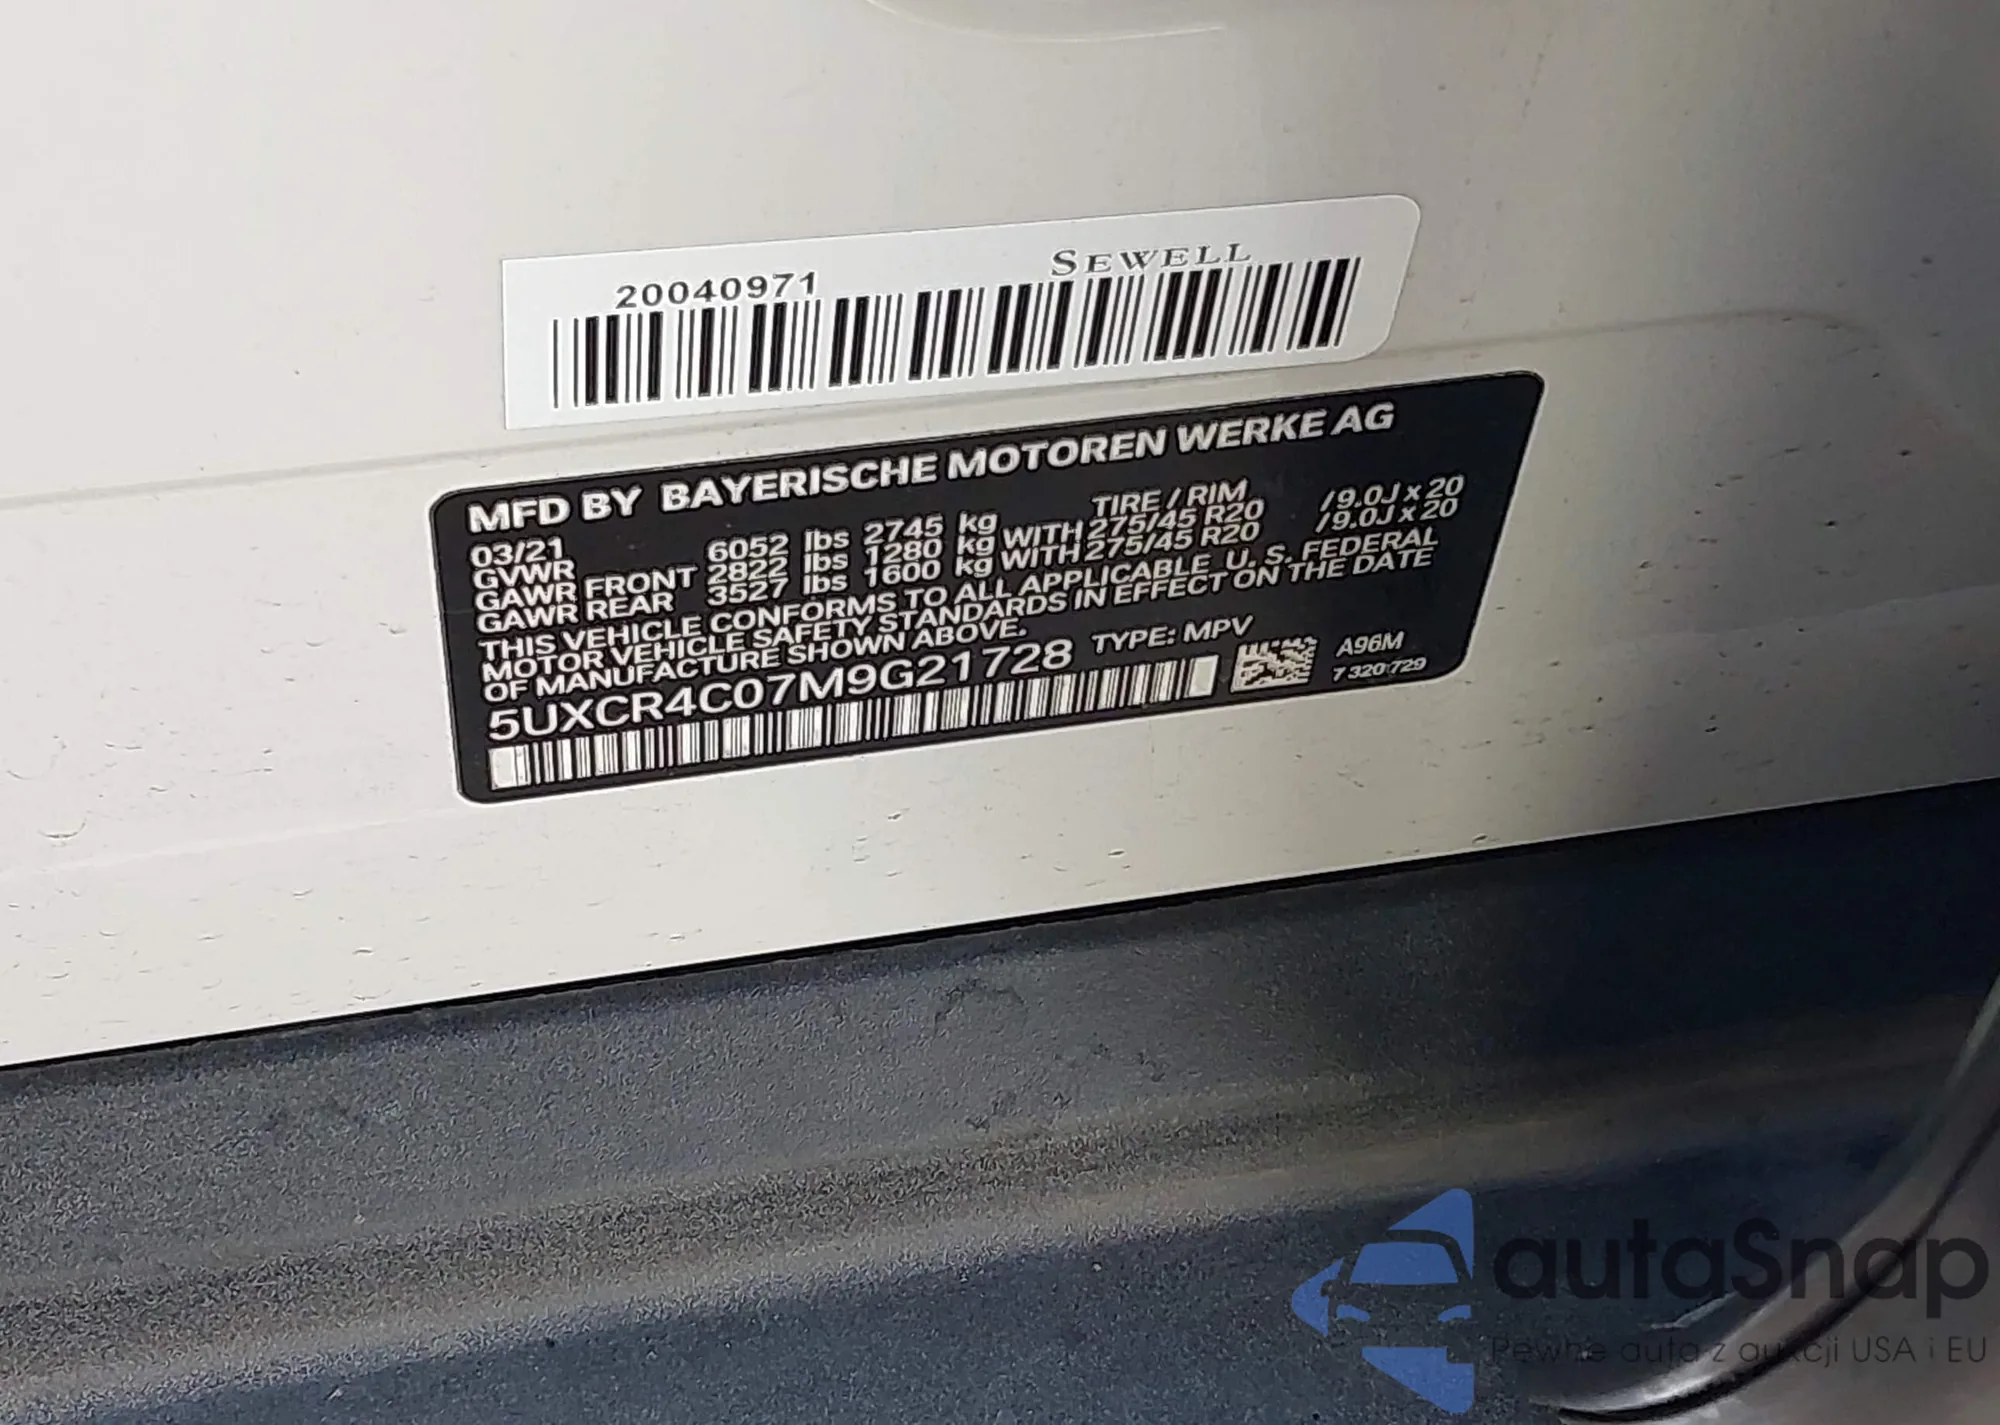 20040971 SEWELL
MFD BY BAYERISCHE MOTOREN WERKE AG
03/21 TIRE / RIM
GVWR 6052 lbs 2745 kg
GAWR FRONT 2822 lbs 1280 kg WITH 275/45 R20 /9.0J x 20
GAWR REAR 3527 lbs 1600 kg WITH 275/45 R20 /9.0J x 20
THIS VEHICLE CONFORMS TO ALL APPLICABLE U. S. FEDERAL
MOTOR VEHICLE SAFETY STANDARDS IN EFFECT ON THE DATE
OF MANUFACTURE SHOWN ABOVE.
5UXCR4C07M9G21728 TYPE: MPV
A96M
7 320 729
autaSnap
Pewne auta z aukcji USA i EU